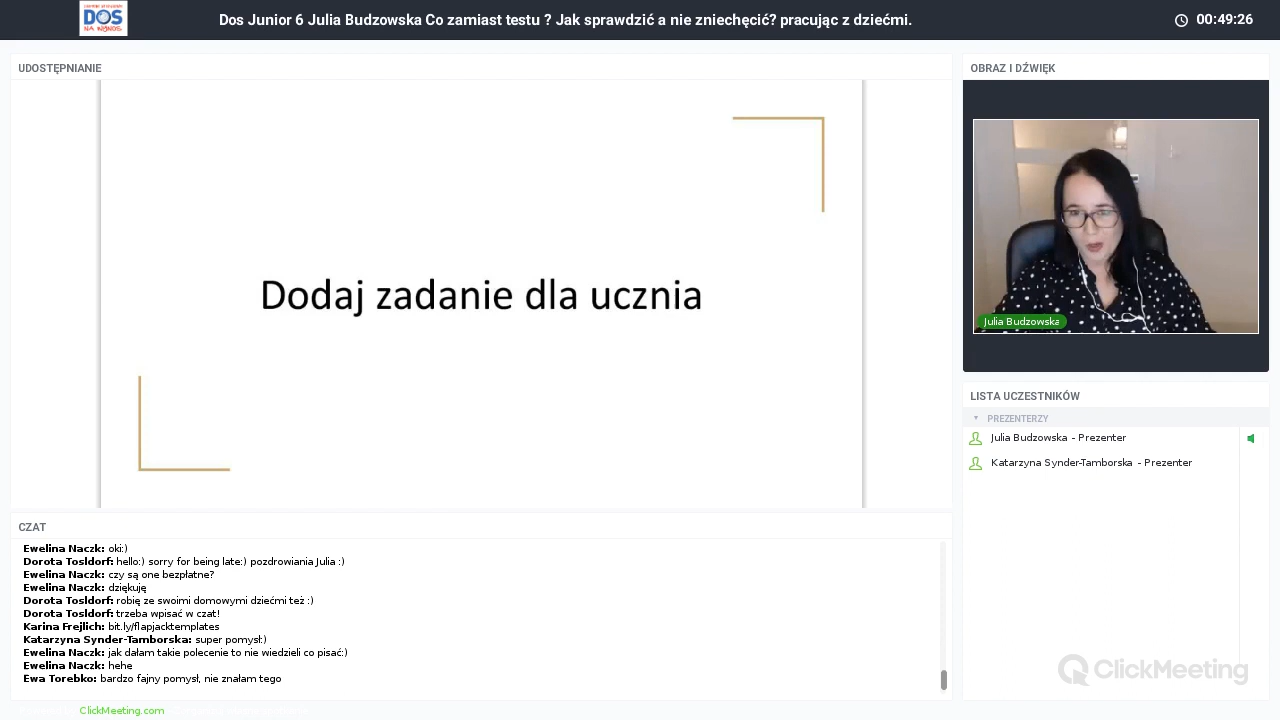 DOS
NA WYNOS
Dos Junior 6 Julia Budzowska Co zamiast testu ? Jak sprawdzić a nie zniechęcić? pracując z dziećmi.
00:49:26
UDOSTĘPNIANIE
Dodaj zadanie dla ucznia
OBRAZ I DŹWIĘK
Julia Budzowska
LISTA UCZESTNIKÓW
PREZENTERZY
Julia Budzowska - Prezenter
Katarzyna Synder-Tamborska - Prezenter
CZAT
Ewelina Naczk: oki:)
Dorota Tosldorf: hello:) sorry for being late:) pozdrowiania Julia :)
Ewelina Naczk: czy są one bezpłatne?
Ewelina Naczk: dziękuję
Dorota Tosldorf: robię ze swoimi domowymi dziećmi też :)
Dorota Tosldorf: trzeba wpisać w czat!
Karina Frejlich: bit.ly/flapjacktemplates
Katarzyna Synder-Tamborska: super pomysł:)
Ewelina Naczk: jak dałam takie polecenie to nie wiedzieli co pisać:)
Ewelina Naczk: hehe
Ewa Torebko: bardzo fajny pomysł, nie znałam tego
ClickMeeting
ClickMeeting.com